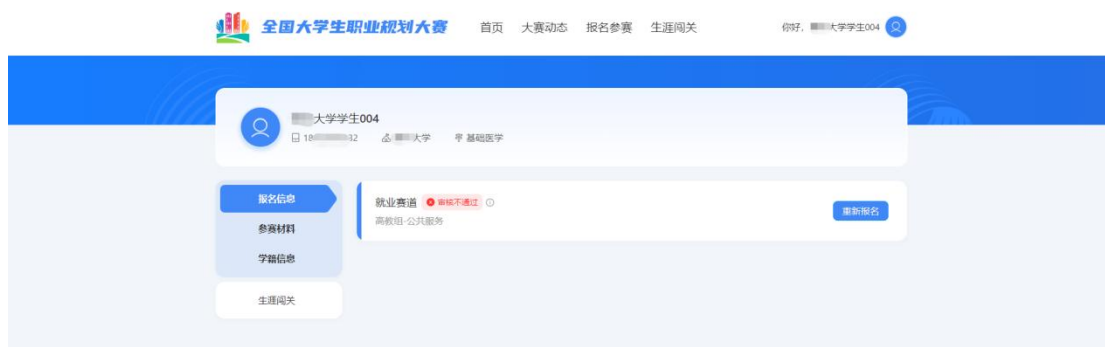 全国大学生职业规划大赛 首页 大赛动态 报名参赛 生涯闯关 你好, 大学学生004
大学学生004
18 32 大学 基础医学
报名信息
就业赛道 审核不通过
重新报名
高教组-公共服务
参赛材料
学籍信息
生涯闯关